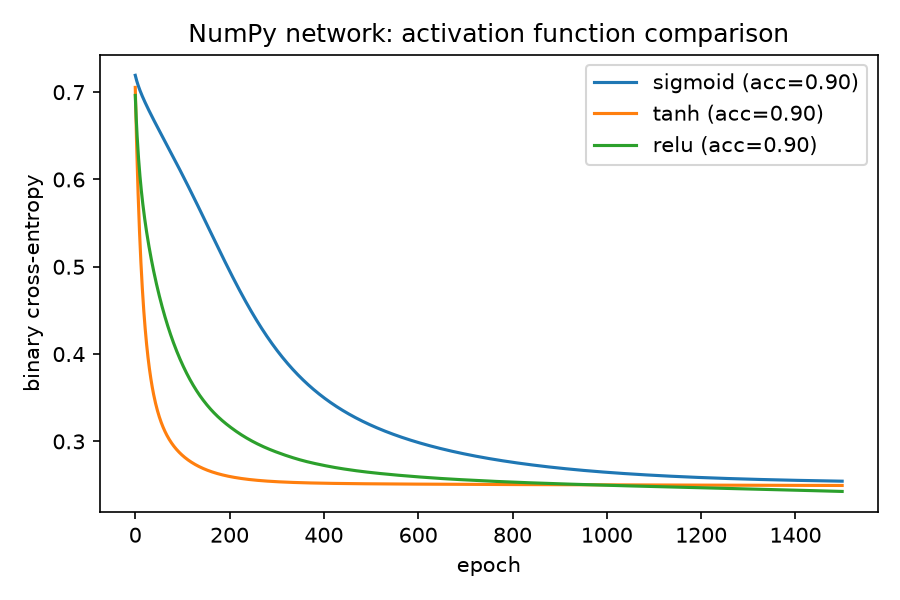 NumPy network: activation function comparison
sigmoid (acc=0.90)
tanh (acc=0.90)
relu (acc=0.90)
binary cross-entropy
0.7
0.6
0.5
0.4
0.3
0 200 400 600 800 1000 1200 1400
epoch